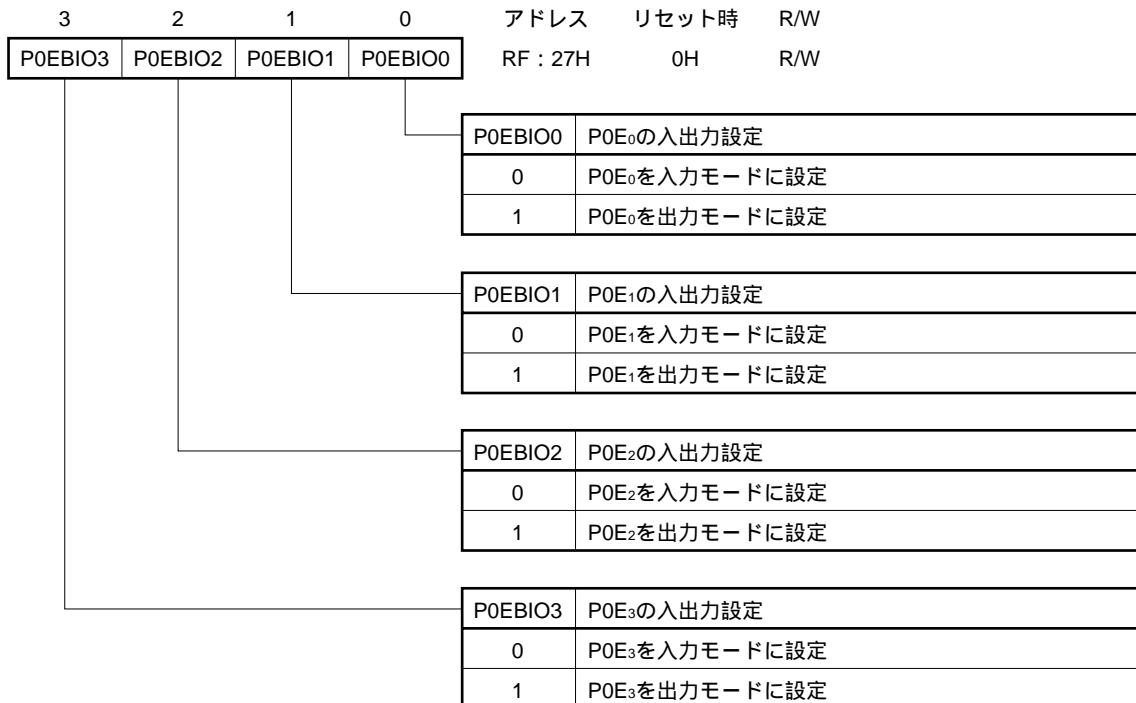 3 2 1 0 アドレス リセット時 R/W
P0EBIO3 P0EBIO2 P0EBIO1 P0EBIO0 RF：27H 0H R/W
P0EBIO0 P0E₀の入出力設定
0 P0E₀を入力モードに設定
1 P0E₀を出力モードに設定
P0EBIO1 P0E₁の入出力設定
0 P0E₁を入力モードに設定
1 P0E₁を出力モードに設定
P0EBIO2 P0E₂の入出力設定
0 P0E₂を入力モードに設定
1 P0E₂を出力モードに設定
P0EBIO3 P0E₃の入出力設定
0 P0E₃を入力モードに設定
1 P0E₃を出力モードに設定